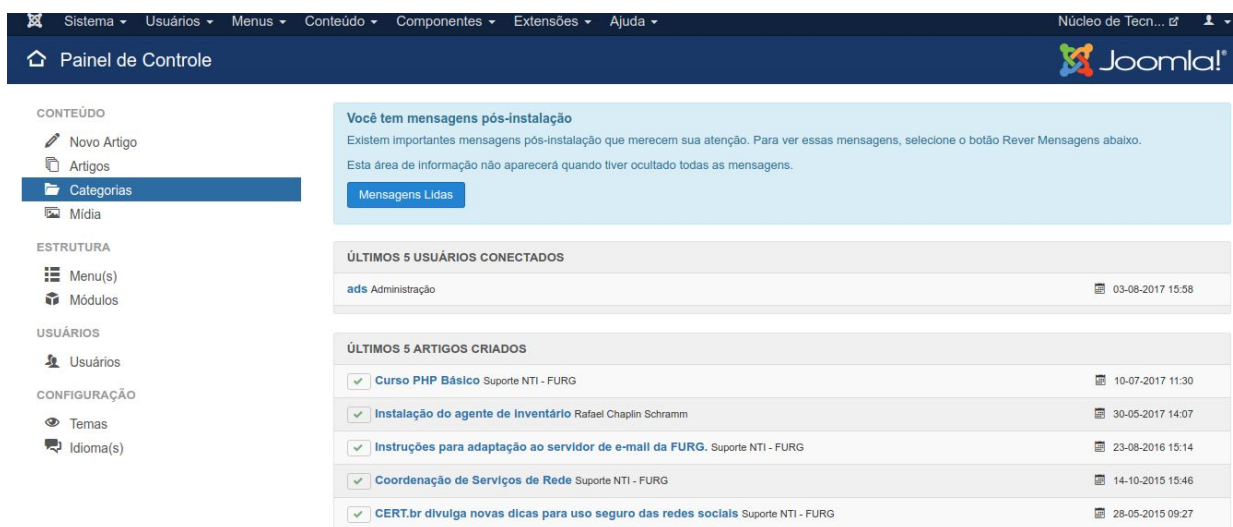 Sistema Usuários Menus Conteúdo Componentes Extensões Ajuda Núcleo de Tecn...
Painel de Controle Joomla!®
CONTEÚDO
Novo Artigo
Artigos
Categorias
Mídia
ESTRUTURA
Menu(s)
Módulos
USUÁRIOS
Usuários
CONFIGURAÇÃO
Temas
Idioma(s)
Você tem mensagens pós-instalação
Existem importantes mensagens pós-instalação que merecem sua atenção. Para ver essas mensagens, selecione o botão Rever Mensagens abaixo.
Esta área de informação não aparecerá quando tiver ocultado todas as mensagens.
Mensagens Lidas
ÚLTIMOS 5 USUÁRIOS CONECTADOS
ads Administração 03-08-2017 15:58
ÚLTIMOS 5 ARTIGOS CRIADOS
Curso PHP Básico Suporte NTI - FURG 10-07-2017 11:30
Instalação do agente de inventário Rafael Chaplin Schramm 30-05-2017 14:07
Instruções para adaptação ao servidor de e-mail da FURG. Suporte NTI - FURG 23-08-2016 15:14
Coordenação de Serviços de Rede Suporte NTI - FURG 14-10-2015 15:46
CERT.br divulga novas dicas para uso seguro das redes sociais Suporte NTI - FURG 28-05-2015 09:27